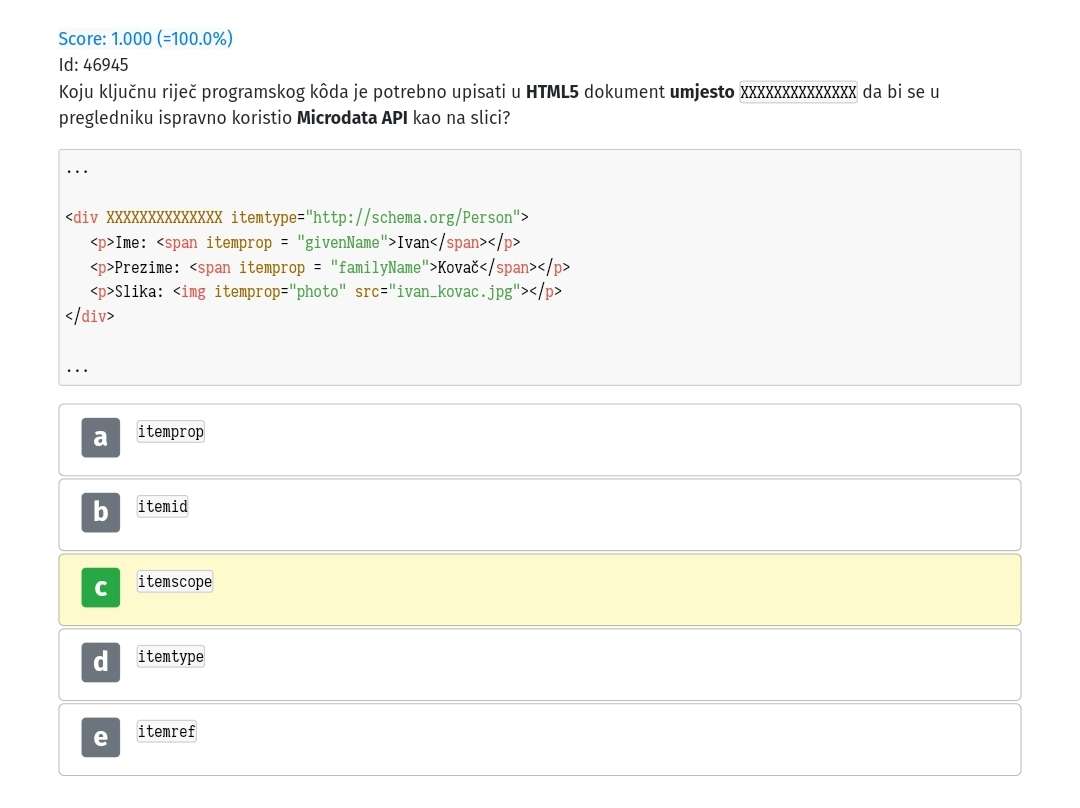 Score: 1.000 (=100.0%)
Id: 46945
Koju ključnu riječ programskog kôda je potrebno upisati u HTML5 dokument umjesto XXXXXXXXXXXXXX da bi se u
pregledniku ispravno koristio Microdata API kao na slici?
...
<div XXXXXXXXXXXXXX itemtype="http://schema.org/Person">
<p>Ime: <span itemprop = "givenName">Ivan</span></p>
<p>Prezime: <span itemprop = "familyName">Kovač</span></p>
<p>Slika: <img itemprop="photo" src="ivan_kovac.jpg"></p>
</div>
...
a itemprop
b itemid
c itemscope
d itemtype
e itemref